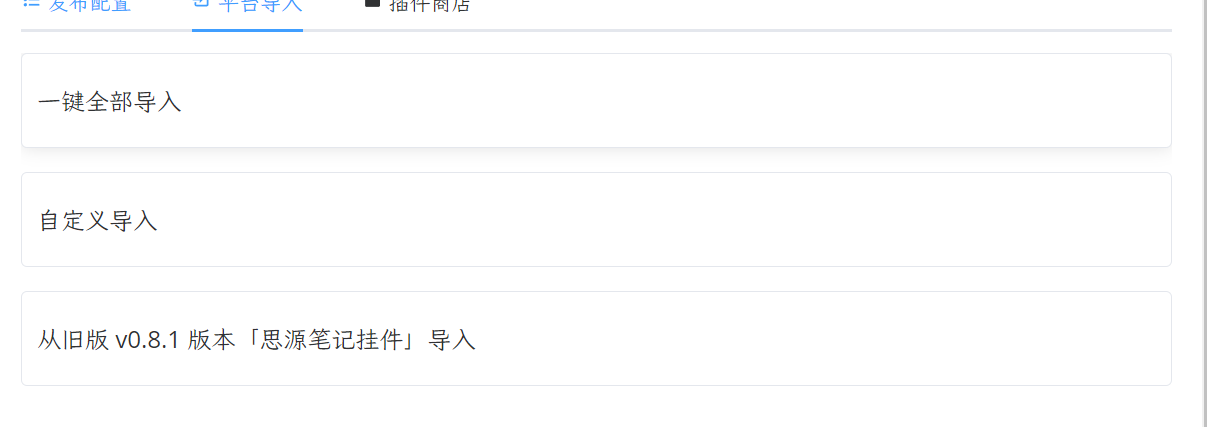 发布配置
平台导入
插件商店
一键全部导入
自定义导入
从旧版 v0.8.1 版本「思源笔记挂件」导入